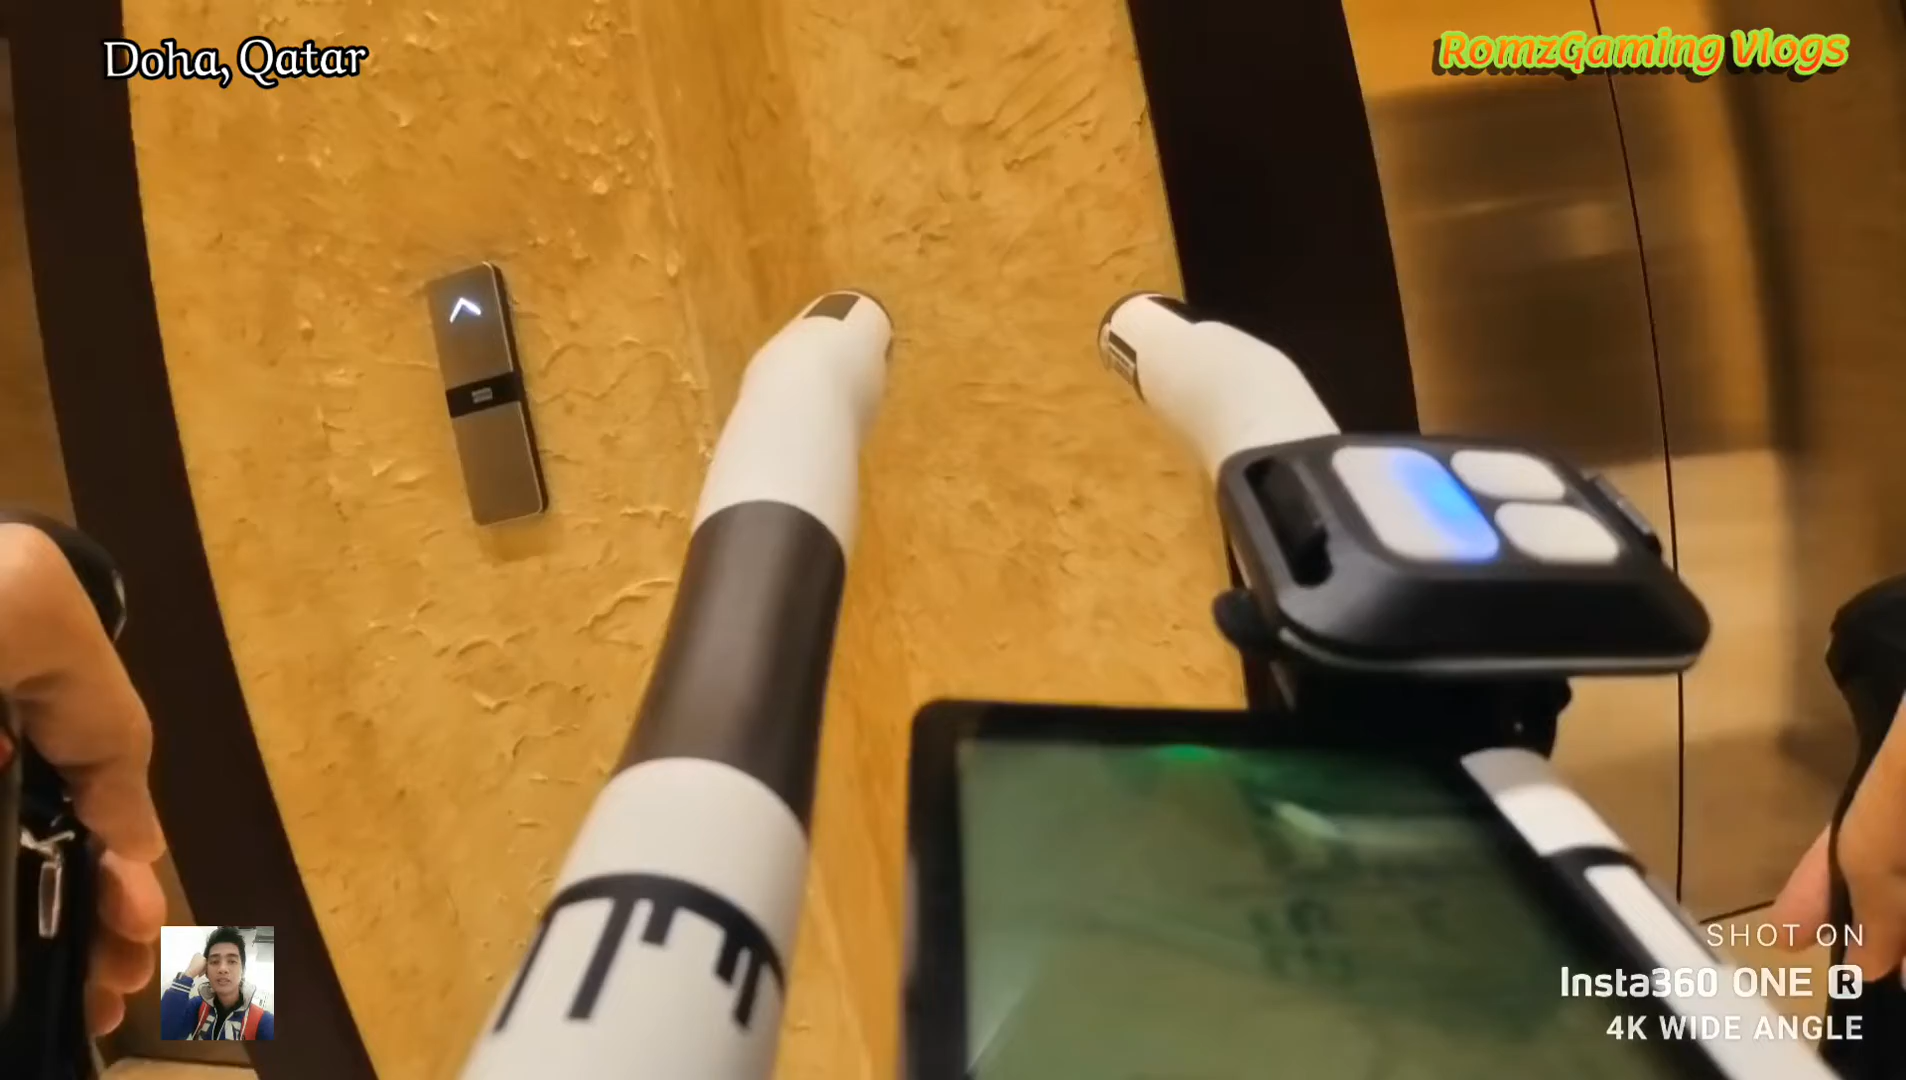 Doha, Qatar
RomzGaming Vlogs
SHOT ON
Insta360 ONE R
4K WIDE ANGLE